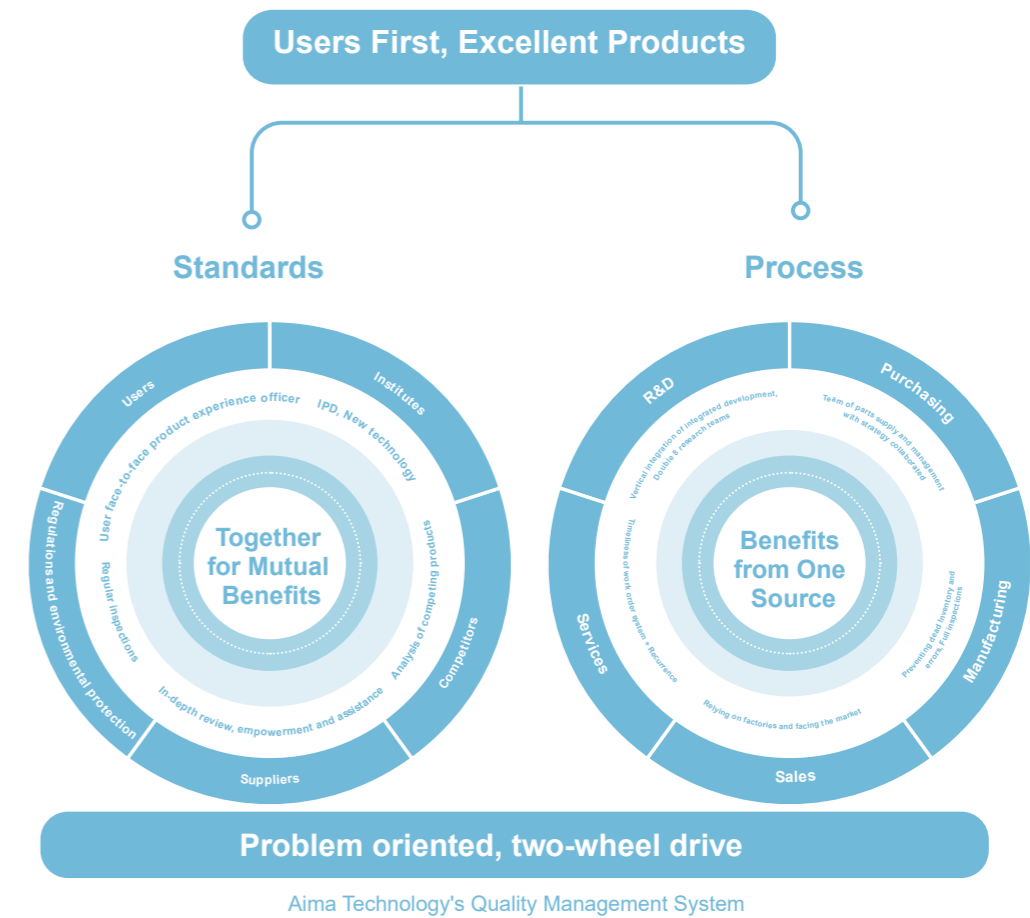 Users First, Excellent Products
Standards
Process
Users
Institutes
Competitors
Suppliers
Regulations and environmental protection
User face-to-face product experience officer
IPD, New technology
Analysis of competing products
In-depth review, empowerment and assistance
Regular inspections
Together
for Mutual
Benefits
R&D
Purchasing
Manufacturing
Sales
Services
Vertical integration of integrated development,
Double 8 research teams
Team of parts supply and management
with strategy collaborated
Preventing dead Inventory and
errors, Full Inspections
Relying on factories and facing the market
Timeliness of work order system + Recurrence
Benefits
from One
Source
Problem oriented, two-wheel drive
Aima Technology's Quality Management System